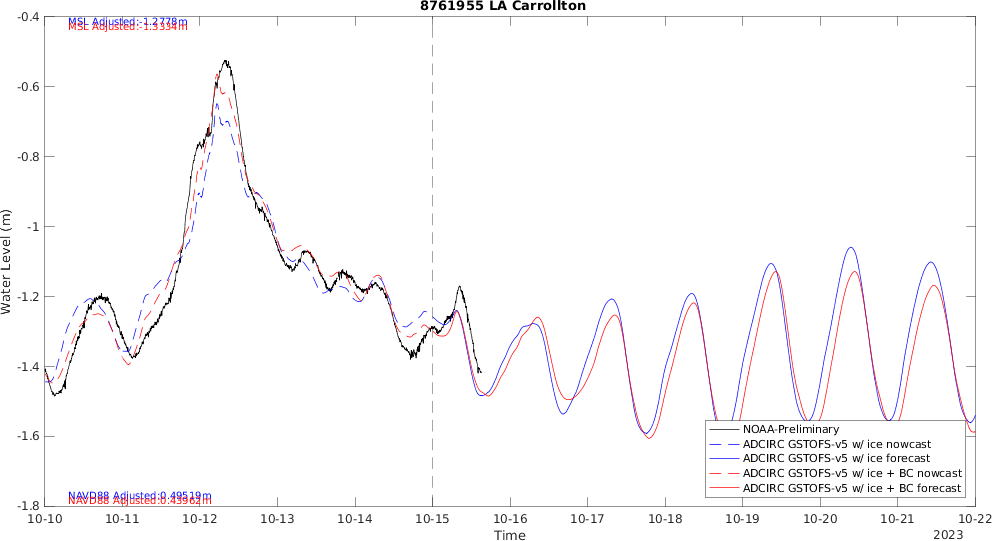 8761955 LA Carrollton
-0.4
-0.6
-0.8
-1
-1.2
-1.4
-1.6
-1.8
Water Level (m)
MSL Adjusted:-1.2778m
MSL Adjusted:-1.3334m
NAVD88 Adjusted:0.49519m
NAVD88 Adjusted:0.43962m
NOAA-Preliminary
ADCIRC GSTOFS-v5 w/ ice nowcast
ADCIRC GSTOFS-v5 w/ ice forecast
ADCIRC GSTOFS-v5 w/ ice + BC nowcast
ADCIRC GSTOFS-v5 w/ ice + BC forecast
10-10 10-11 10-12 10-13 10-14 10-15 10-16 10-17 10-18 10-19 10-20 10-21 10-22
Time
2023